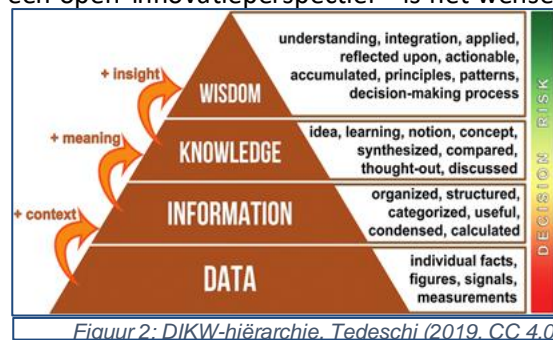 een open-innovatieperspectief - is het wense
understanding, integration, applied,
reflected upon, actionable,
accumulated, principles, patterns,
decision-making process
+ insight
WISDOM
idea, learning, notion, concept,
synthesized, compared,
thought-out, discussed
+ meaning
KNOWLEDGE
organized, structured,
categorized, useful,
condensed, calculated
+ context
INFORMATION
individual facts,
figures, signals,
measurements
DATA
DECISION RISK
Figuur 2: DIKW-hiërarchie. Tedeschi (2019, CC 4.0